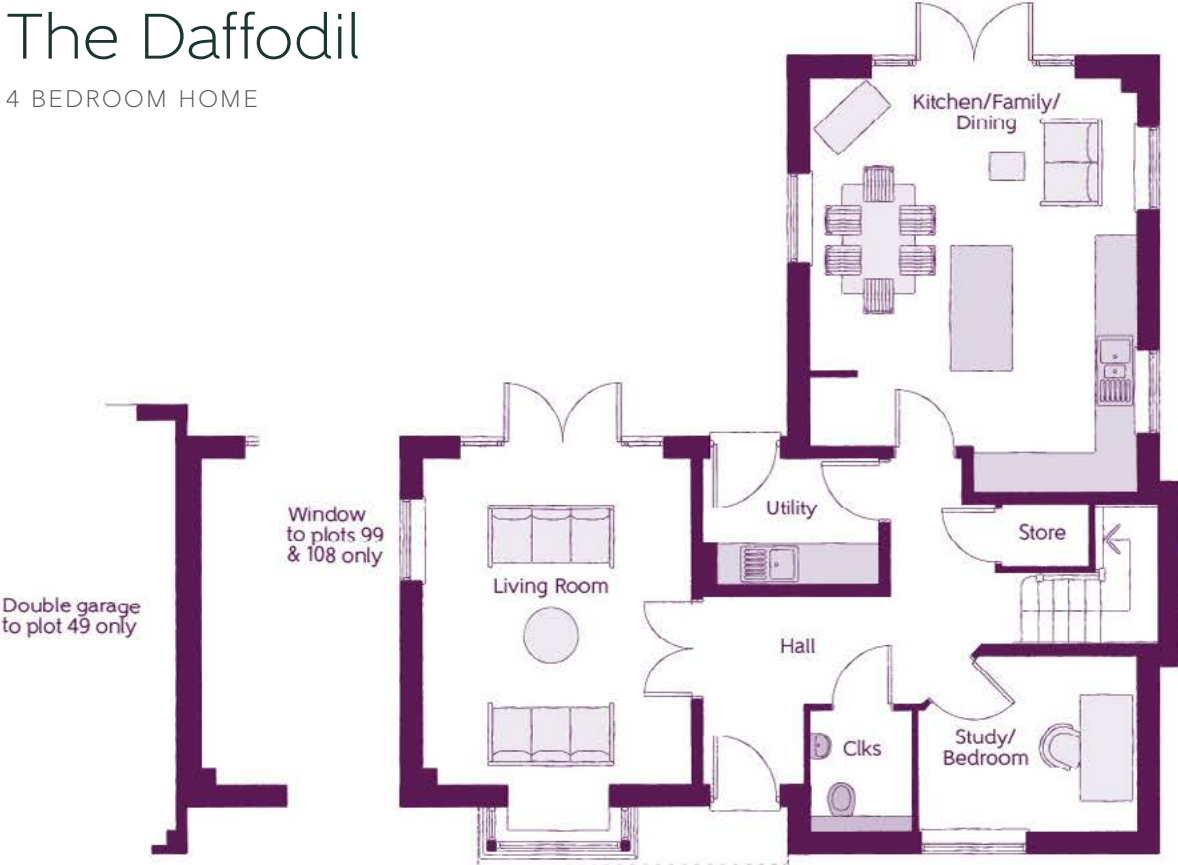 The Daffodil
4 BEDROOM HOME
Kitchen/Family/
Dining
Window
to plots 99
& 108 only
Utility
Store
Living Room
Double garage
to plot 49 only
Hall
Clks
Study/
Bedroom